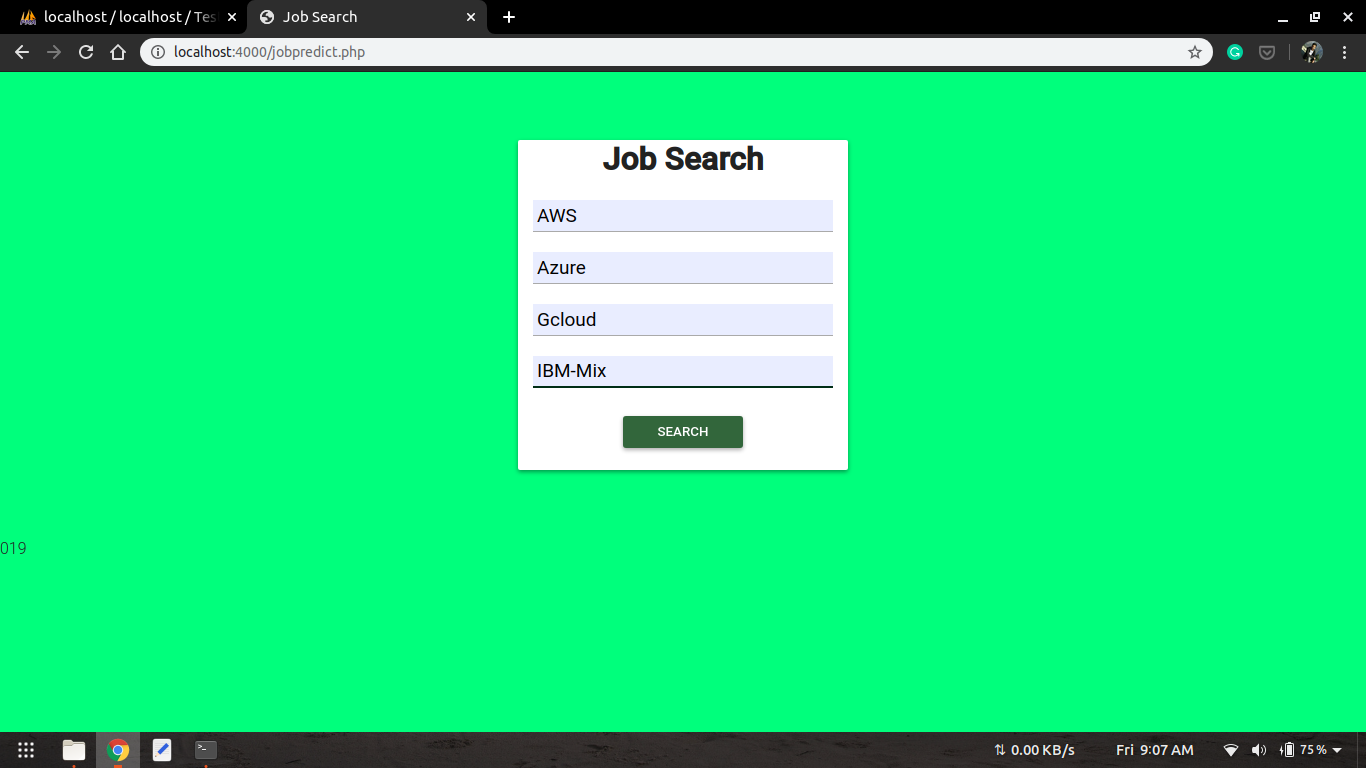 localhost / localhost / Tes
Job Search
localhost:4000/jobpredict.php
Job Search
AWS
Azure
Gcloud
IBM-Mix
SEARCH
019
0.00 KB/s
Fri 9:07 AM
75 %